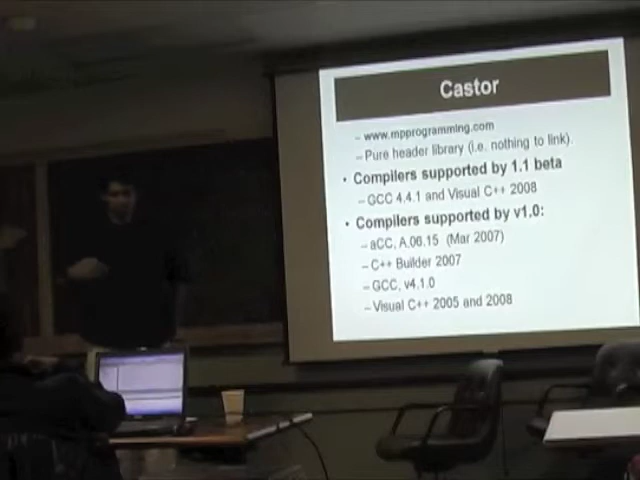 Castor
– www.mpprogramming.com
– Pure header library (i.e. nothing to link).
• Compilers supported by 1.1 beta
– GCC 4.4.1 and Visual C++ 2008
• Compilers supported by v1.0:
– aCC, A.06.15 (Mar 2007)
– C++ Builder 2007
– GCC, v4.1.0
– Visual C++ 2005 and 2008